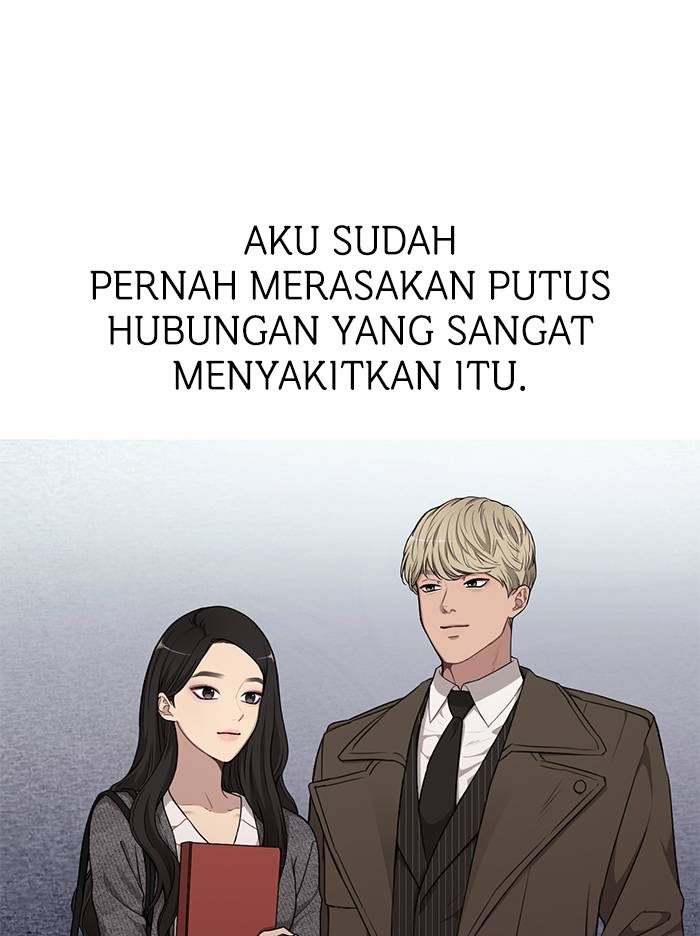 AKU SUDAH
PERNAH MERASAKAN PUTUS
HUBUNGAN YANG SANGAT
MENYAKITKAN ITU.